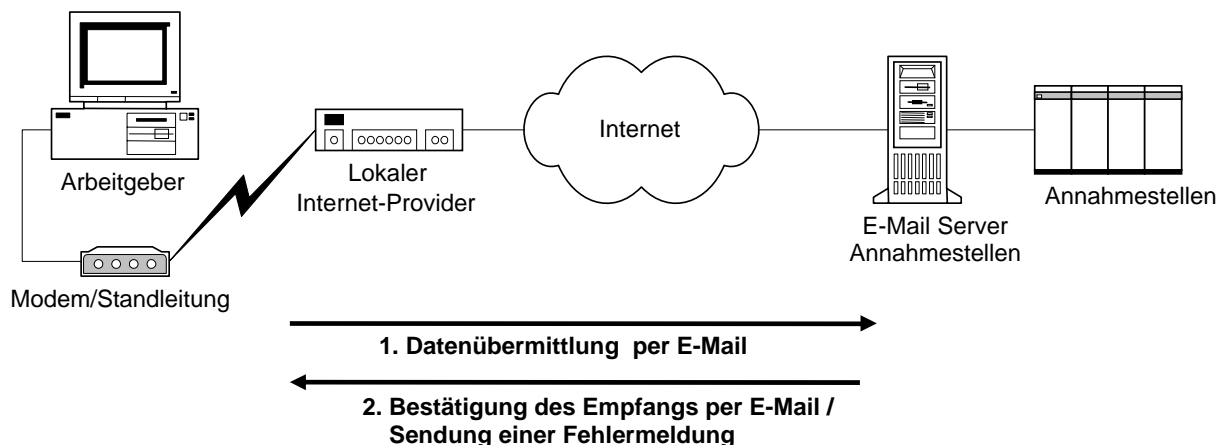 Arbeitgeber
Modem/Standleitung
Lokaler
Internet-Provider
Internet
E-Mail Server
Annahmestellen
Annahmestellen
1. Datenübermittlung per E-Mail
2. Bestätigung des Empfangs per E-Mail /
Sendung einer Fehlermeldung